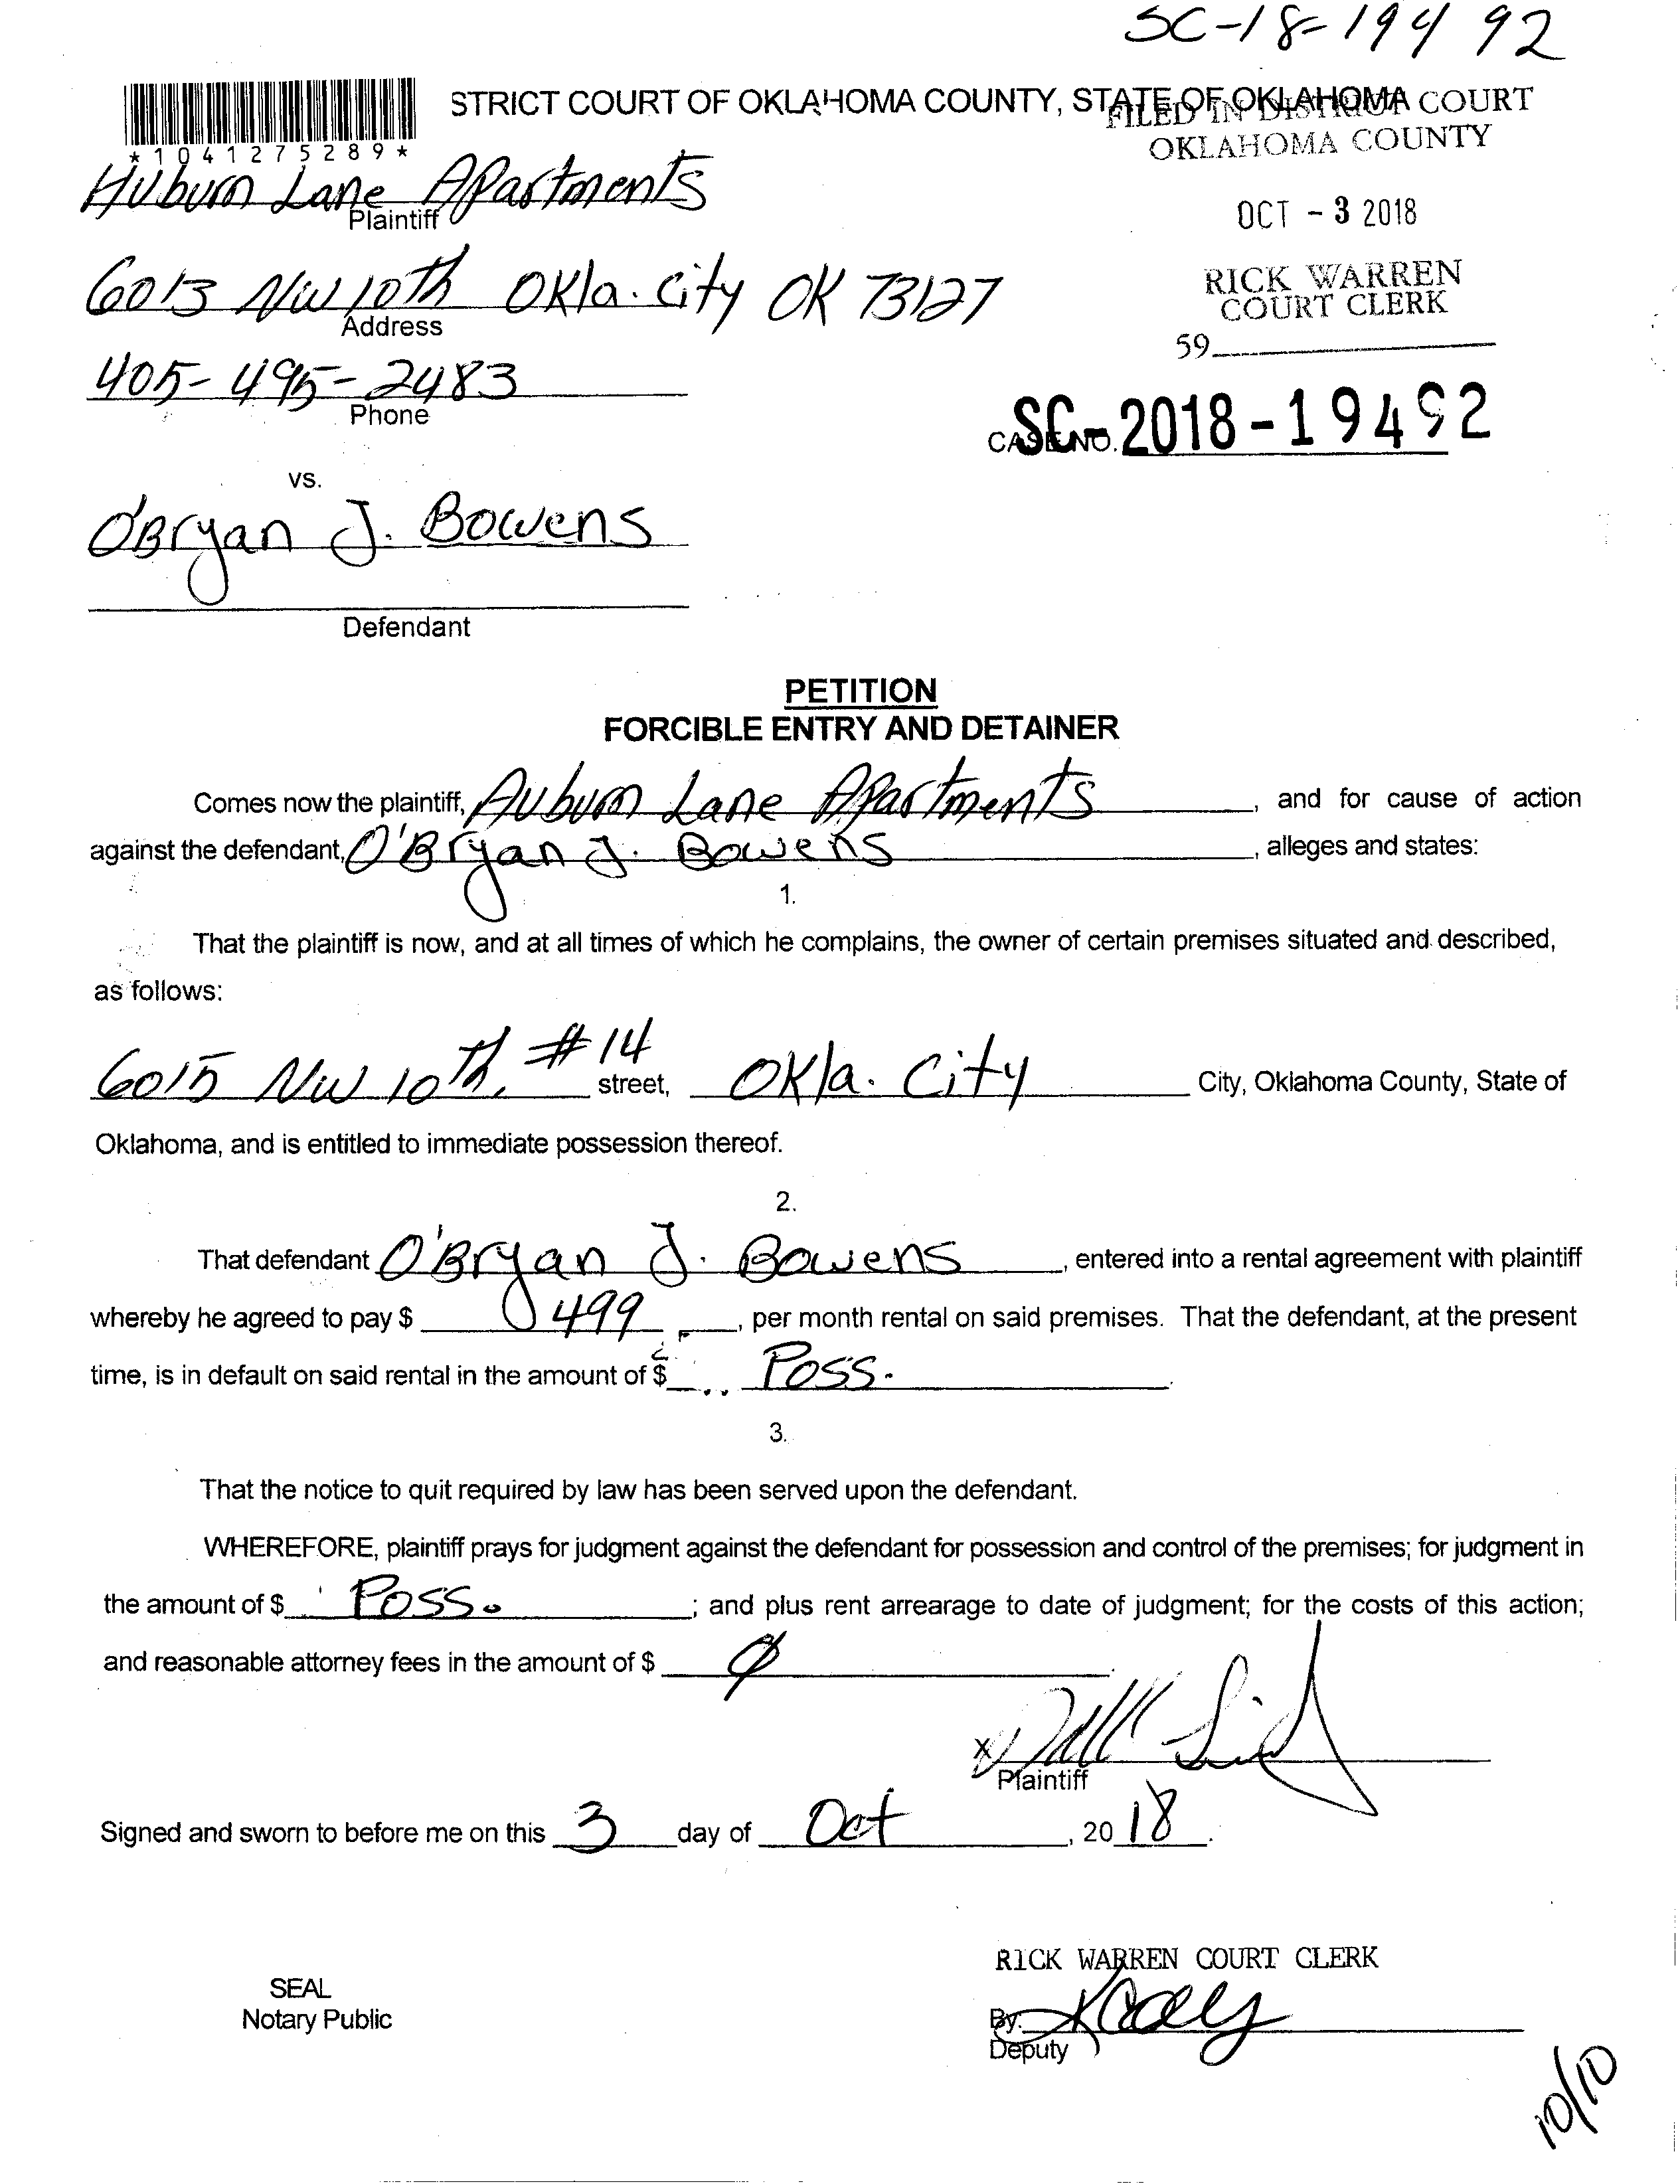 SC-18-194 92
STRICT COURT OF OKLAHOMA COUNTY, STATE OF OKLAHOMA
FILED IN DISTRICT COURT
OKLAHOMA COUNTY
*1041275289*
Auburn Lane Apartments
Plaintiff
OCT - 3 2018
6013 NW 10th Okla. City OK 73127
Address
RICK WARREN
COURT CLERK
59
405-495-2483
Phone
CASE NO. SC-2018-19492
vs.
O'Bryan J. Bowens
Defendant
PETITION
FORCIBLE ENTRY AND DETAINER
Comes now the plaintiff, Auburn Lane Apartments, and for cause of action
against the defendant, O'Bryan J. Bowens, alleges and states:
1.
That the plaintiff is now, and at all times of which he complains, the owner of certain premises situated and described,
as follows:
6015 NW 10th, #14 street, Okla. City City, Oklahoma County, State of
Oklahoma, and is entitled to immediate possession thereof.
2.
That defendant O'Bryan J. Bowens, entered into a rental agreement with plaintiff
whereby he agreed to pay $ 499, per month rental on said premises. That the defendant, at the present
time, is in default on said rental in the amount of $ Poss.
3.
That the notice to quit required by law has been served upon the defendant.
WHEREFORE, plaintiff prays for judgment against the defendant for possession and control of the premises; for judgment in
the amount of $ Poss.; and plus rent arrearage to date of judgment; for the costs of this action;
and reasonable attorney fees in the amount of $ Ø
X
Plaintiff
Signed and sworn to before me on this 3 day of Oct, 20 18.
RICK WARREN COURT CLERK
SEAL
Notary Public
By:
Deputy
10/10